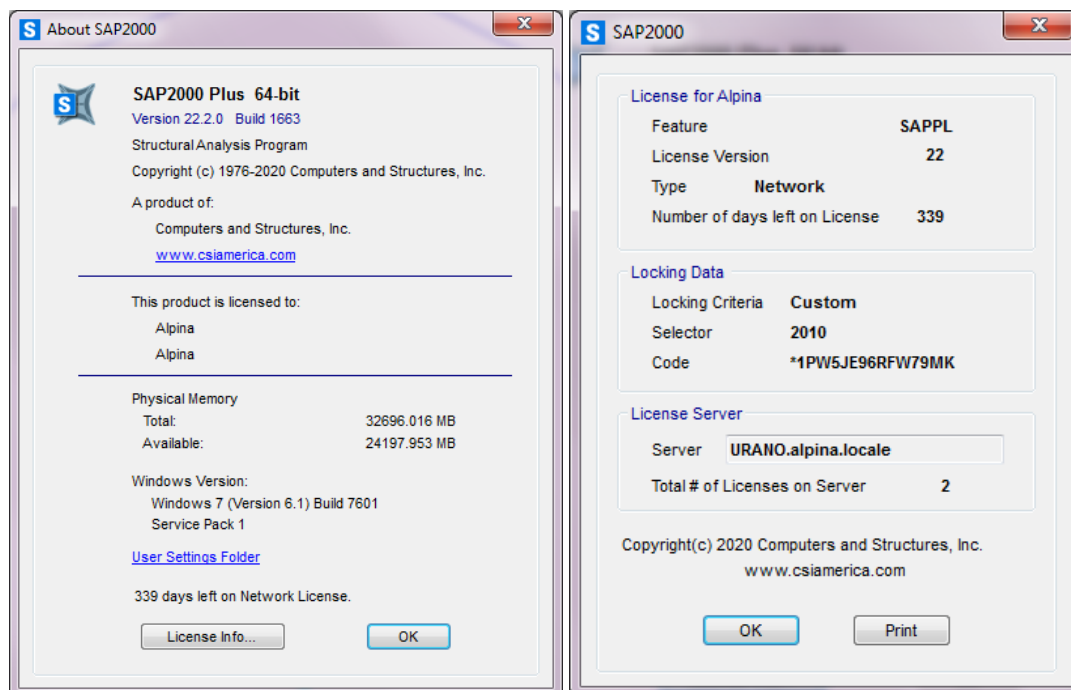 About SAP2000
SAP2000 Plus 64-bit
Version 22.2.0 Build 1663
Structural Analysis Program
Copyright (c) 1976-2020 Computers and Structures, Inc.
A product of:
Computers and Structures, Inc.
www.csiamerica.com
This product is licensed to:
Alpina
Alpina
Physical Memory
Total: 32696.016 MB
Available: 24197.953 MB
Windows Version:
Windows 7 (Version 6.1) Build 7601
Service Pack 1
User Settings Folder
339 days left on Network License.
License Info... OK
SAP2000
License for Alpina
Feature SAPPL
License Version 22
Type Network
Number of days left on License 339
Locking Data
Locking Criteria Custom
Selector 2010
Code *1PW5JE96RFW79MK
License Server
Server URANO.alpina.locale
Total # of Licenses on Server 2
Copyright(c) 2020 Computers and Structures, Inc.
www.csiamerica.com
OK Print